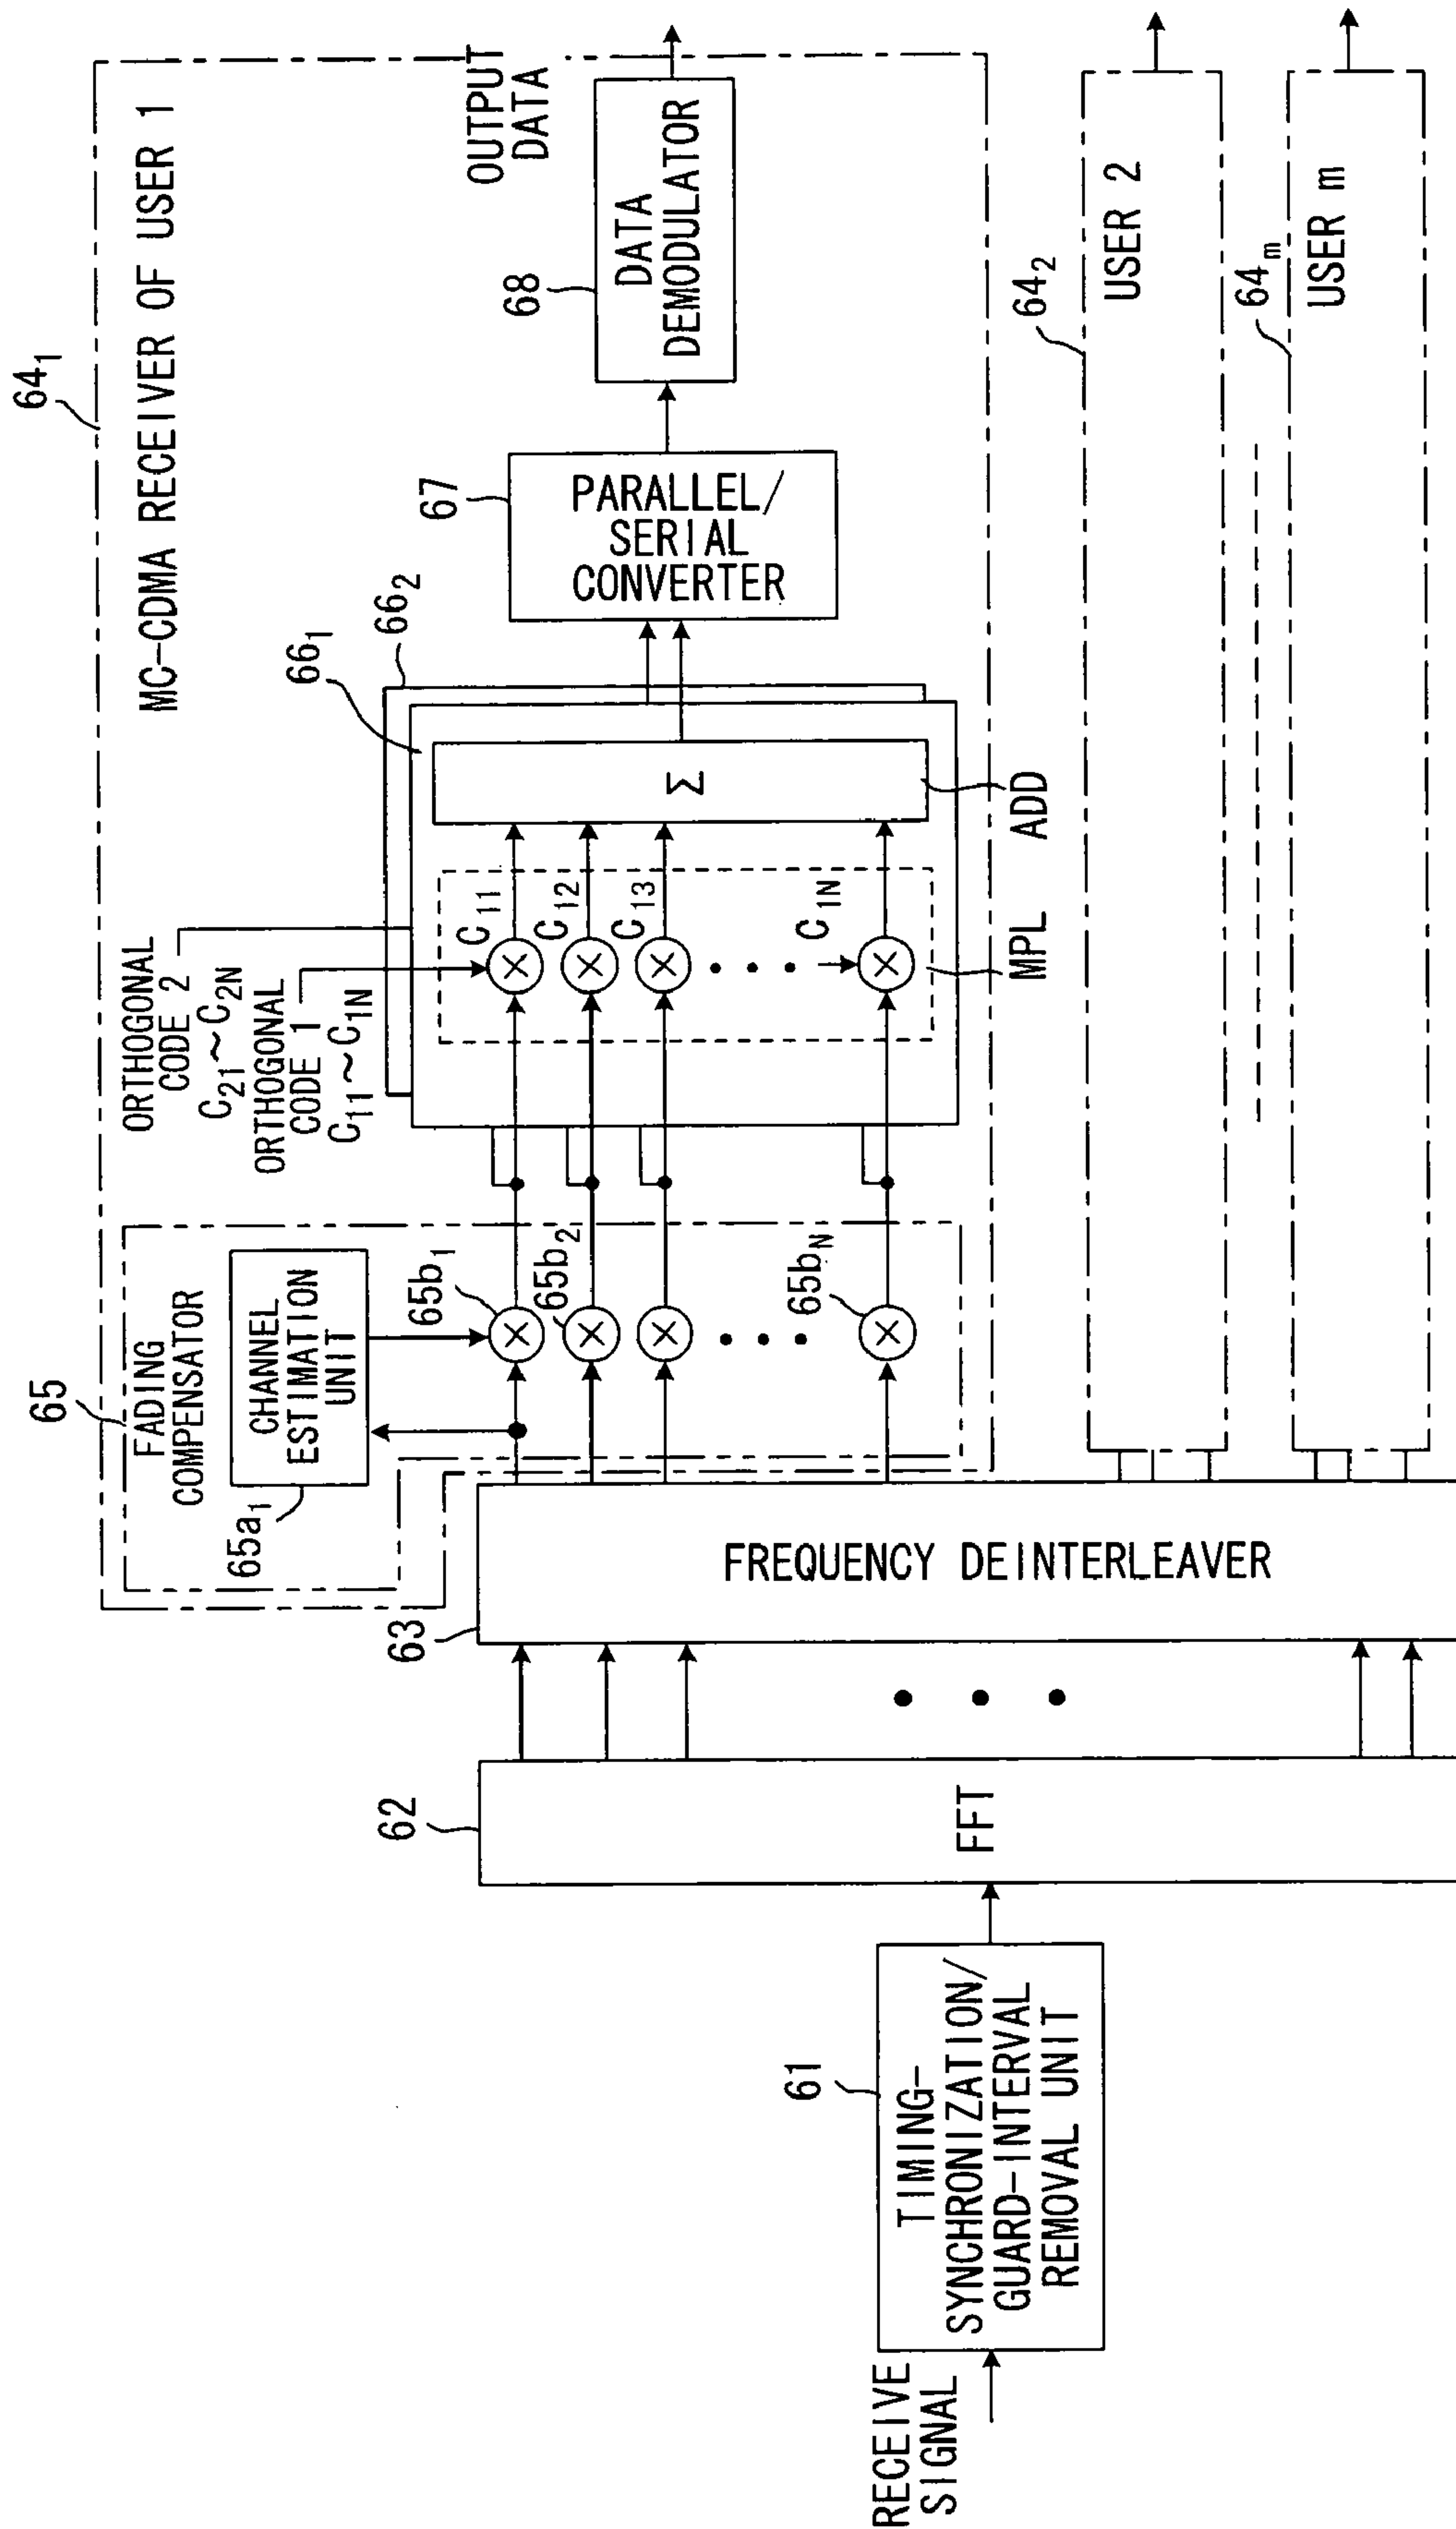 64₁
MC-CDMA RECEIVER OF USER 1
65
FADING
COMPENSATOR
CHANNEL
ESTIMATION
UNIT
65a₁
65b₁
65b₂
65bN
ORTHOGONAL
CODE 2
C₂₁~C₂N
ORTHOGONAL
CODE 1
C₁₁~C₁N
66₁
66₂
C₁₁
C₁₂
C₁₃
C₁N
Σ
MPL
ADD
67
PARALLEL/
SERIAL
CONVERTER
68
DATA
DEMODULATOR
OUTPUT
DATA
RECEIVE
SIGNAL
61
TIMING-
SYNCHRONIZATION/
GUARD-INTERVAL
REMOVAL UNIT
62
FFT
63
FREQUENCY DEINTERLEAVER
64₂
USER 2
64m
USER m